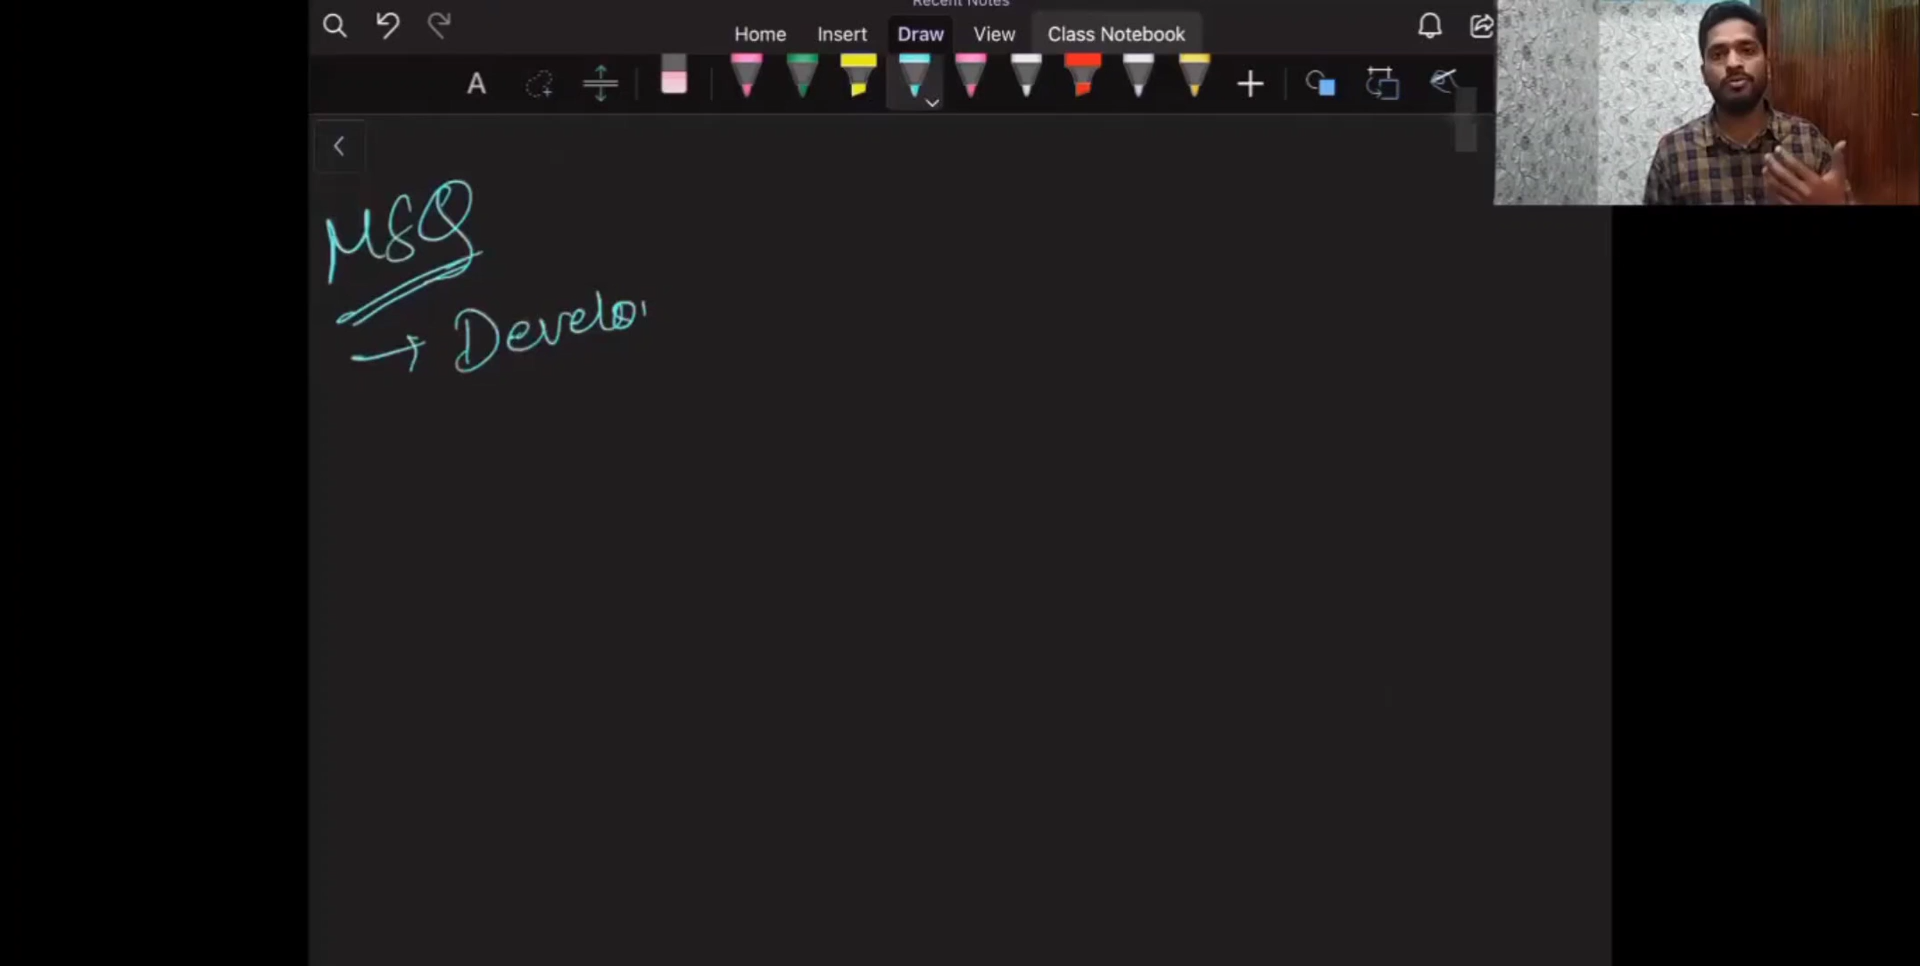 Recent Notes
Home Insert Draw View Class Notebook
A
MSQ
→ Develo